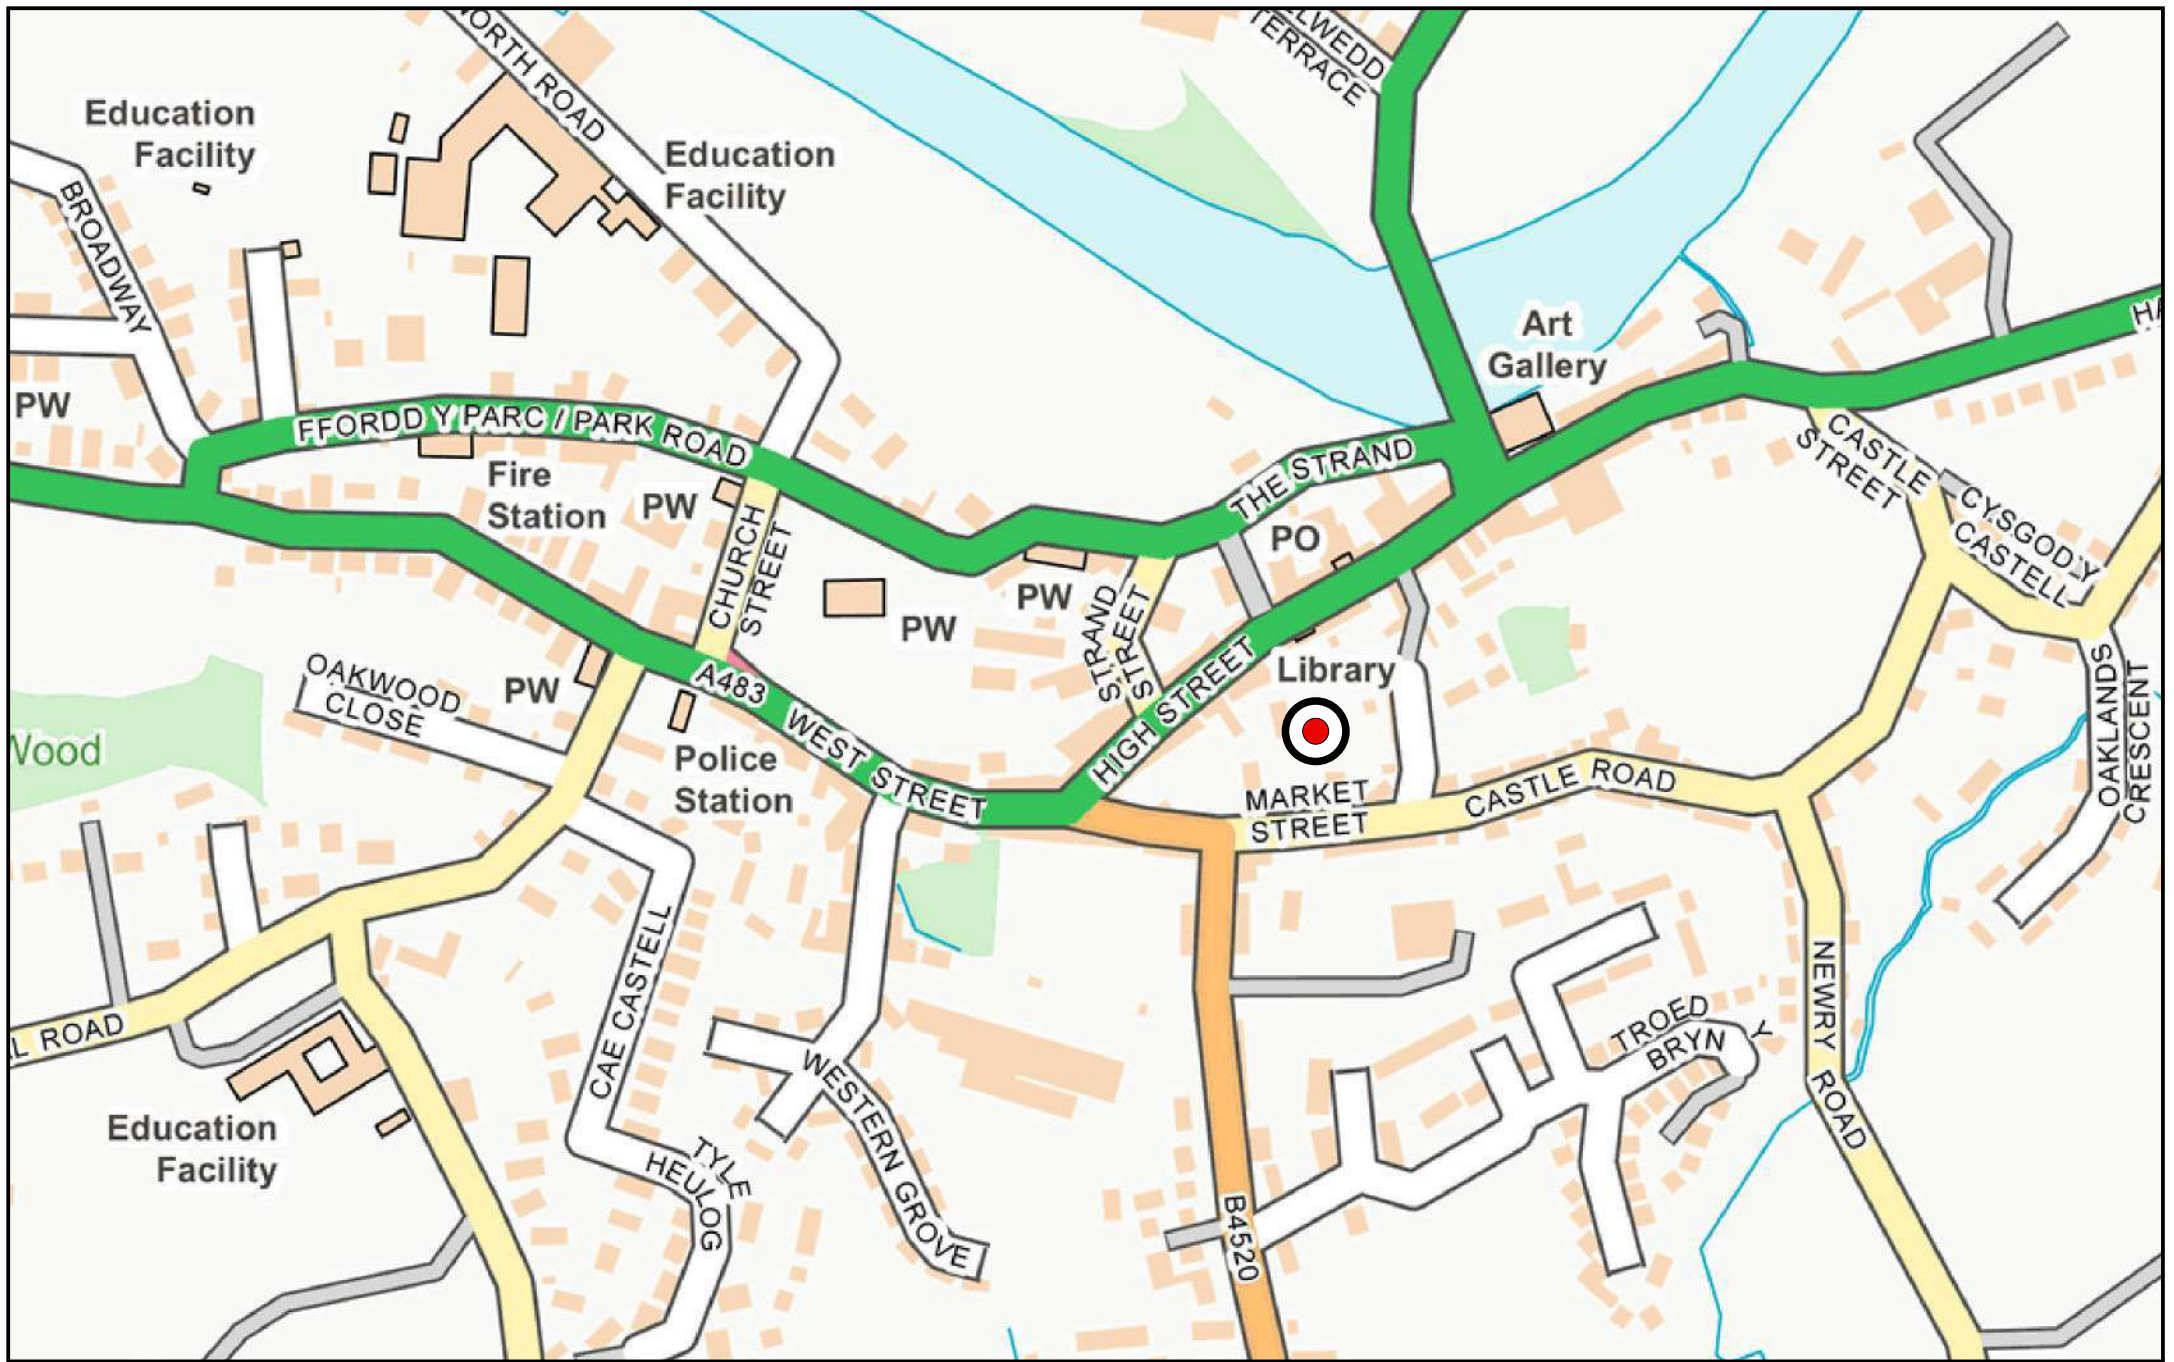 NORTH ROAD
LLWEDD
TERRACE
Education
Facility
Education
Facility
BROADWAY
Art
Gallery
PW
FFORDD Y PARC / PARK ROAD
THE STRAND
CASTLE
STREET
Fire
Station
PW
CHURCH
STREET
PO
CYSGOD Y
CASTELL
PW
PW
STRAND
STREET
HIGH STREET
Library
OAKWOOD
CLOSE
PW
A483
WEST STREET
OAKLANDS
CRESCENT
Wood
Police
Station
MARKET
STREET
CASTLE ROAD
CAE CASTELL
NEWRY ROAD
TROED Y
BRYN
WESTERN GROVE
Education
Facility
TYLE
HEULOG
B4520